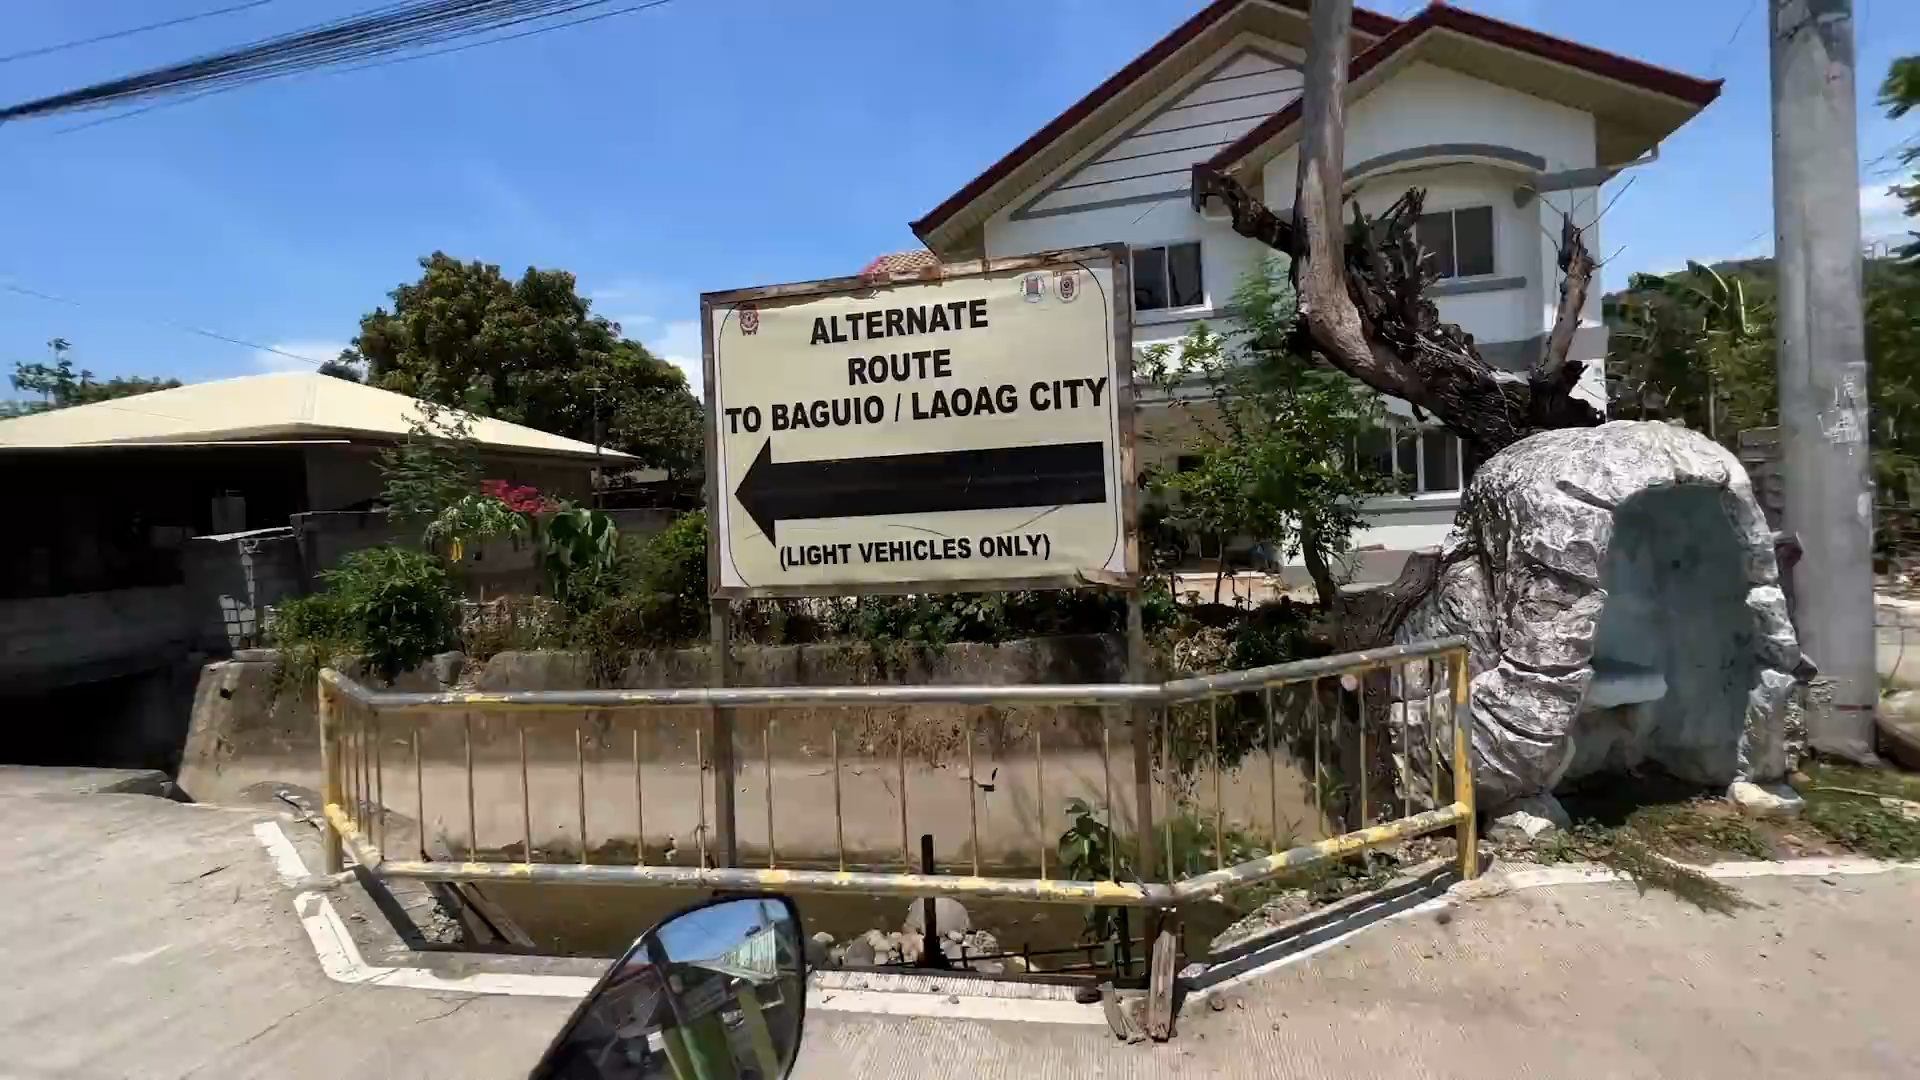 ALTERNATE
ROUTE
TO BAGUIO / LAOAG CITY
(LIGHT VEHICLES ONLY)